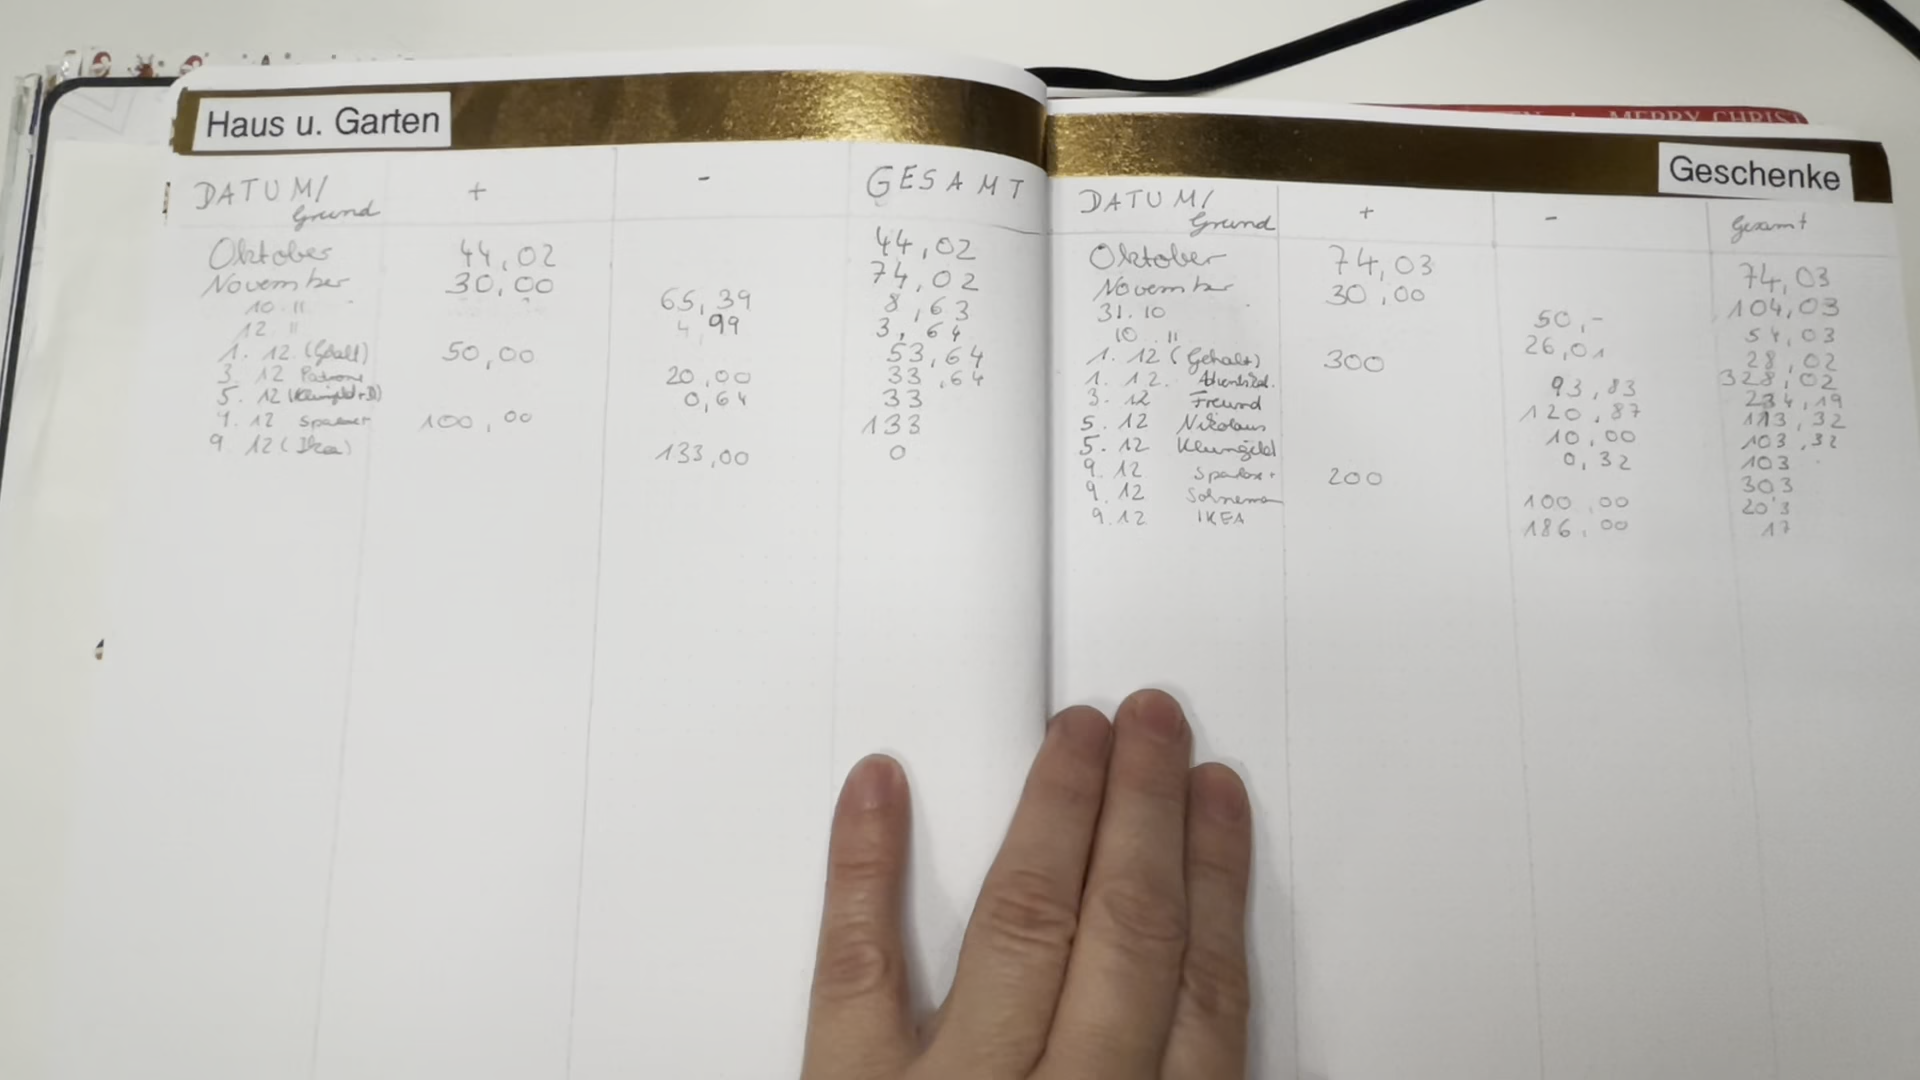 MERRY CHRIST
Haus u. Garten
DATUM/ Grund + - GESAMT
Oktober 44,02 44,02
November 30,00 74,02
10. 11 65,39 8,63
12. 11 4,99 3,64
1. 12 (Gehalt) 50,00 53,64
3. 12 Patrone 20,00 33,64
5. 12 0,64 33
9. 12 100,00 133
9. 12 (Ikea) 133,00 0
Geschenke
DATUM/ Grund + - Gesamt
Oktober 74,03 74,03
November 30,00 104,03
31. 10 50,- 54,03
10. 11 26,01 28,02
1. 12 (Gehalt) 300 328,02
1. 12. 93,83 234,19
3. 12 Freund 120,87 113,32
5. 12 Nikolaus 10,00 103,32
5. 12 Kleingeld 0,32 103
9. 12 200 303
9. 12 100,00 203
9. 12 IKEA 186,00 17